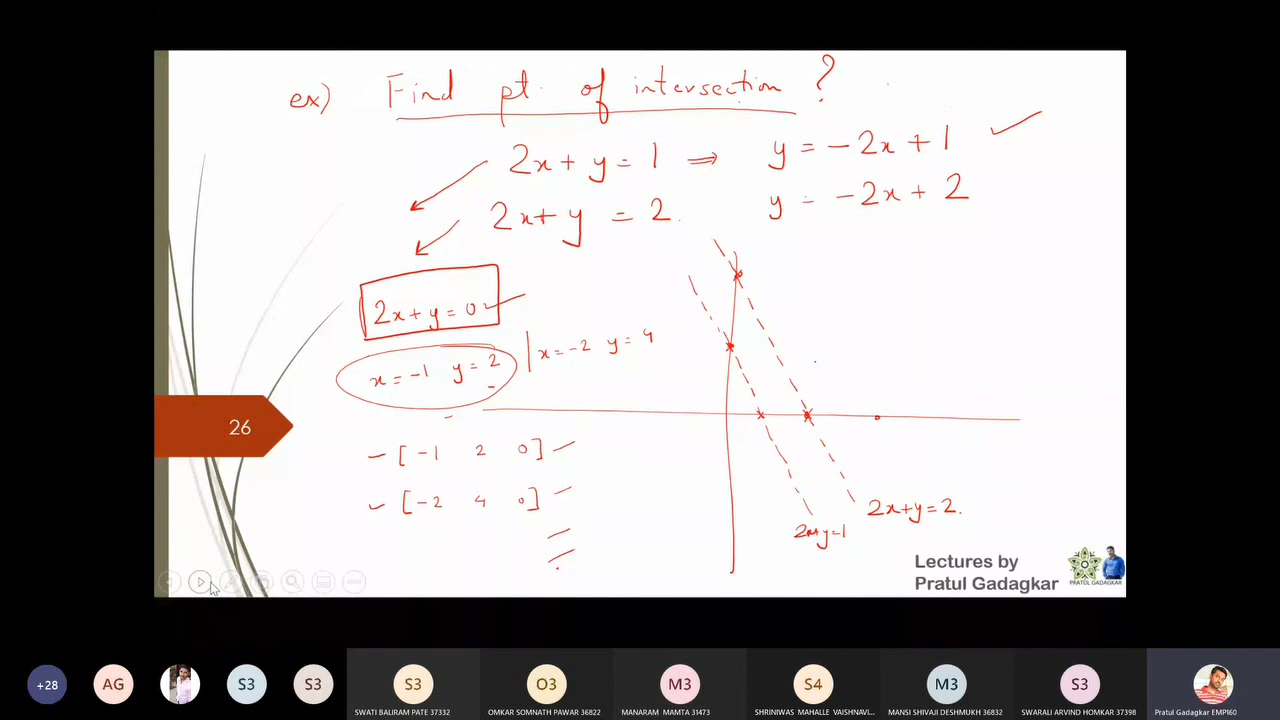 ex) Find pt. of intersection ?
2x + y = 1 ⇒ y = -2x + 1
2x + y = 2. y = -2x + 2
2x + y = 0
x = -1 y = 2 | x = -2 y = 4
26
[ -1 2 0 ]
[ -2 4 0 ]
2x+y=2.
2x+y=1
Lectures by
Pratul Gadagkar
PRATUL GADAGKAR
+28 AG S3 S3 S3 O3 M3 S4 M3 S3
SWATI BALIRAM PATE 37332 OMKAR SOMNATH PAWAR 36822 MANARAM MAMTA 31473 SHRINIWAS MAHALLE VAISHNAVI... MANSI SHIVAJI DESHMUKH 36832 SWARALI ARVIND HOMKAR 37398 Pratul Gadagkar EMPI60